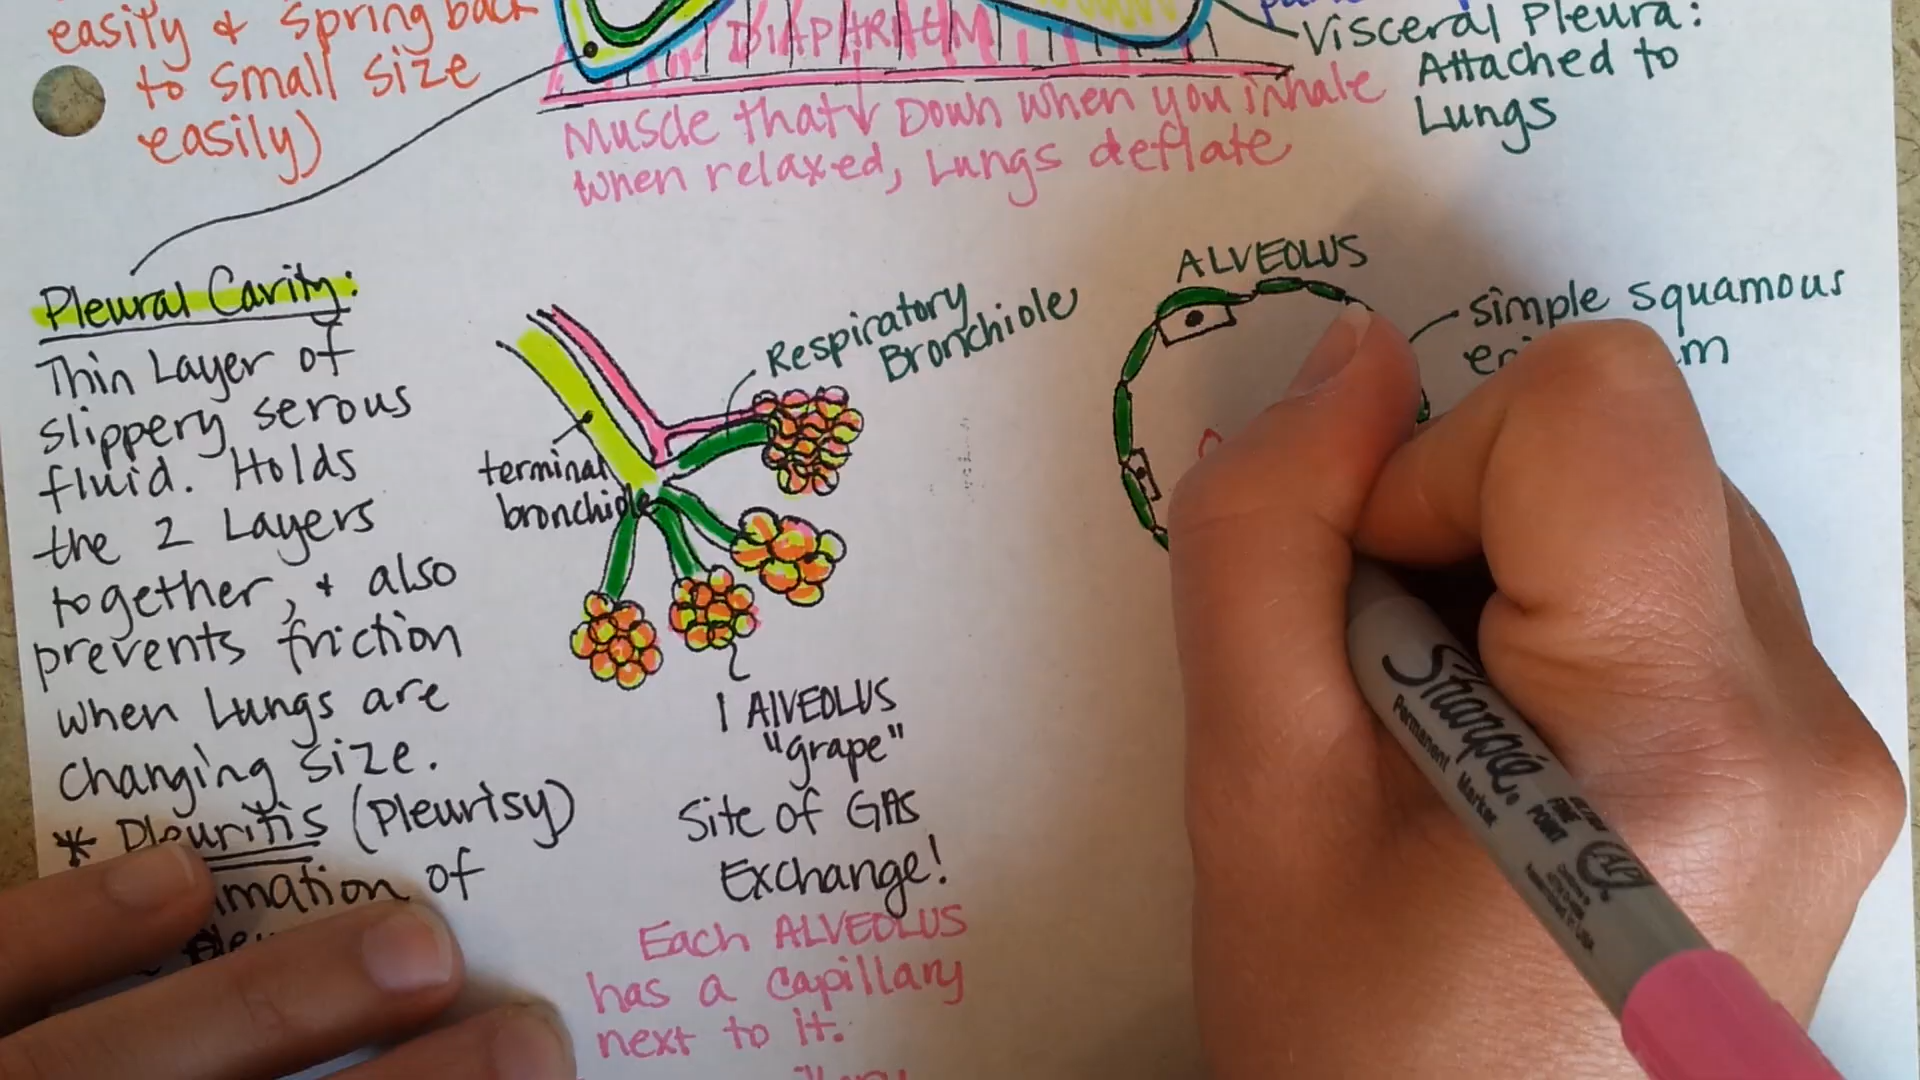 easily & spring back
to small size
easily)
DIAPHRAGM
Muscle that ↓ Down when you inhale
when relaxed, Lungs deflate
Visceral Pleura:
Attached to
Lungs
Pleural Cavity:
Thin Layer of
slippery serous
fluid. Holds
the 2 Layers
together, & also
prevents friction
when Lungs are
changing size.
* Pleuritis (Pleurisy)
of
Respiratory
Bronchiole
terminal
bronchiole
1 AlVEOLUS
"grape"
Site of GAS
Exchange!
Each ALVEOLUS
has a capillary
next to it.
ALVEOLUS
simple squamous
Sharpie.
Permanent Marker
FINE
POINT
AP